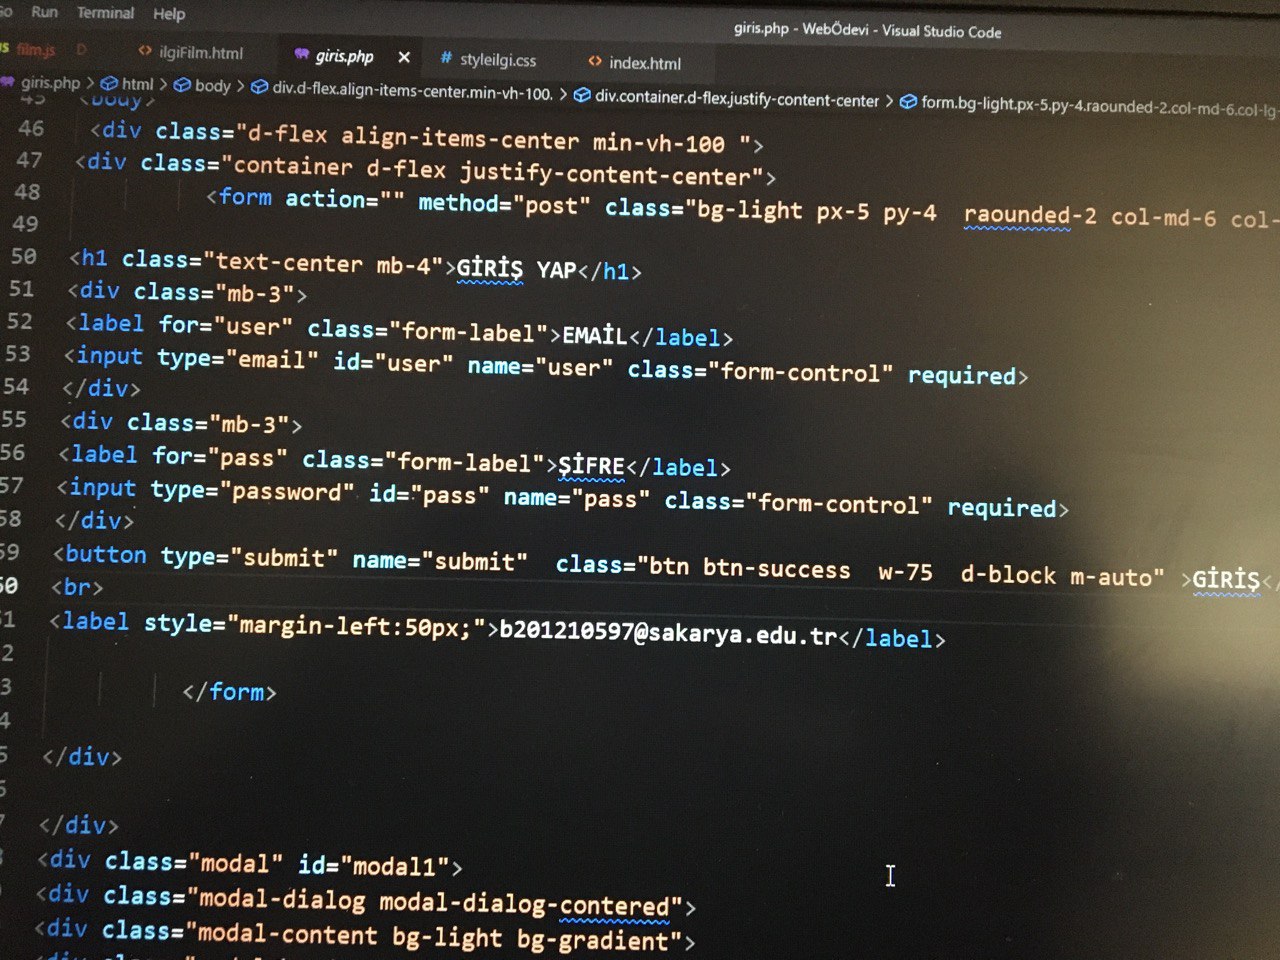 Go Run Terminal Help
giris.php - WebÖdevi - Visual Studio Code
film.js D ilgiFilm.html giris.php styleilgi.css index.html
giris.php > html > body > div.d-flex.align-items-center.min-vh-100. > div.container.d-flex.justify-content-center > form.bg-light.px-5.py-4.raounded-2.col-md-6.col-lg-
45 <body>
46 <div class="d-flex align-items-center min-vh-100 ">
47 <div class="container d-flex justify-content-center">
48 <form action="" method="post" class="bg-light px-5 py-4 raounded-2 col-md-6 col-
49
50 <h1 class="text-center mb-4">GİRİŞ YAP</h1>
51 <div class="mb-3">
52 <label for="user" class="form-label">EMAİL</label>
53 <input type="email" id="user" name="user" class="form-control" required>
54 </div>
55 <div class="mb-3">
56 <label for="pass" class="form-label">ŞİFRE</label>
57 <input type="password" id="pass" name="pass" class="form-control" required>
58 </div>
59 <button type="submit" name="submit" class="btn btn-success w-75 d-block m-auto" >GİRİŞ</
60 <br>
1 <label style="margin-left:50px;">b201210597@sakarya.edu.tr</label>
2
3 </form>
4
5 </div>
6
7 </div>
<div class="modal" id="modal1">
<div class="modal-dialog modal-dialog-contered">
<div class="modal-content bg-light bg-gradient">